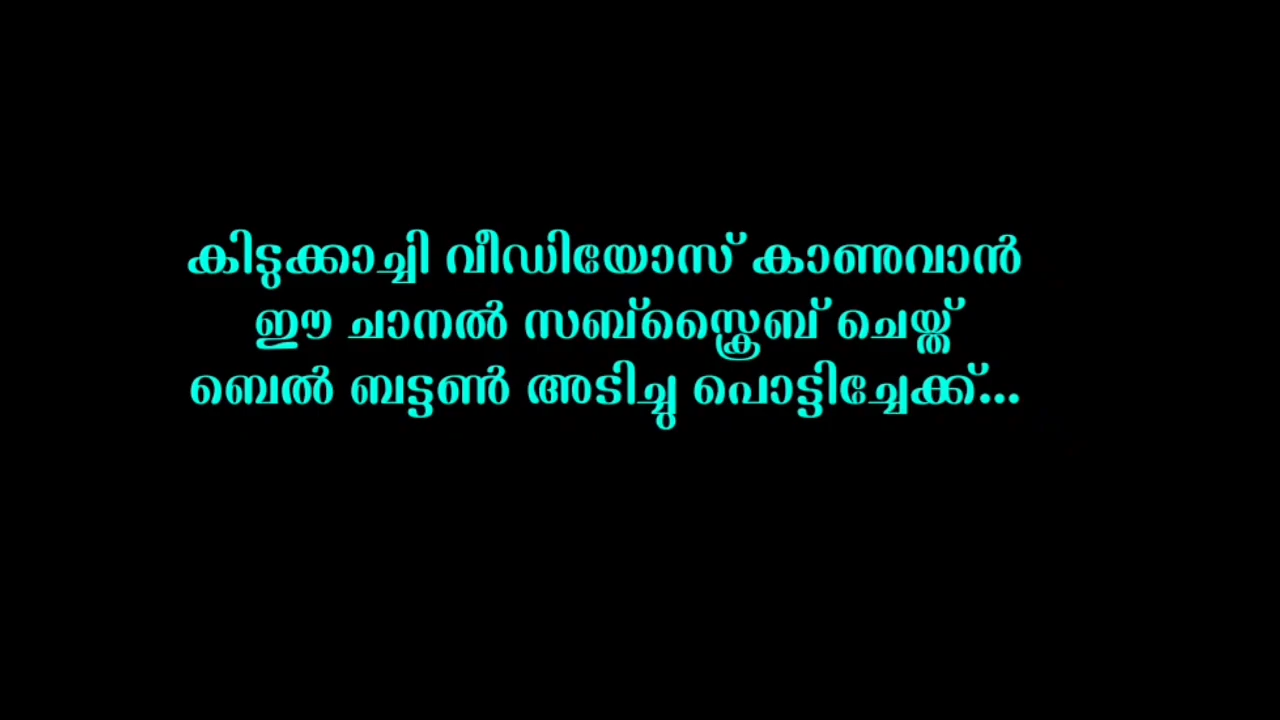 കിടുക്കാച്ചി വീഡിയോസ് കാണുവാൻ
ഈ ചാനൽ സബ്സ്ക്രൈബ് ചെയ്ത്
ബെൽ ബട്ടൺ അടിച്ചു പൊട്ടിച്ചേക്ക്...